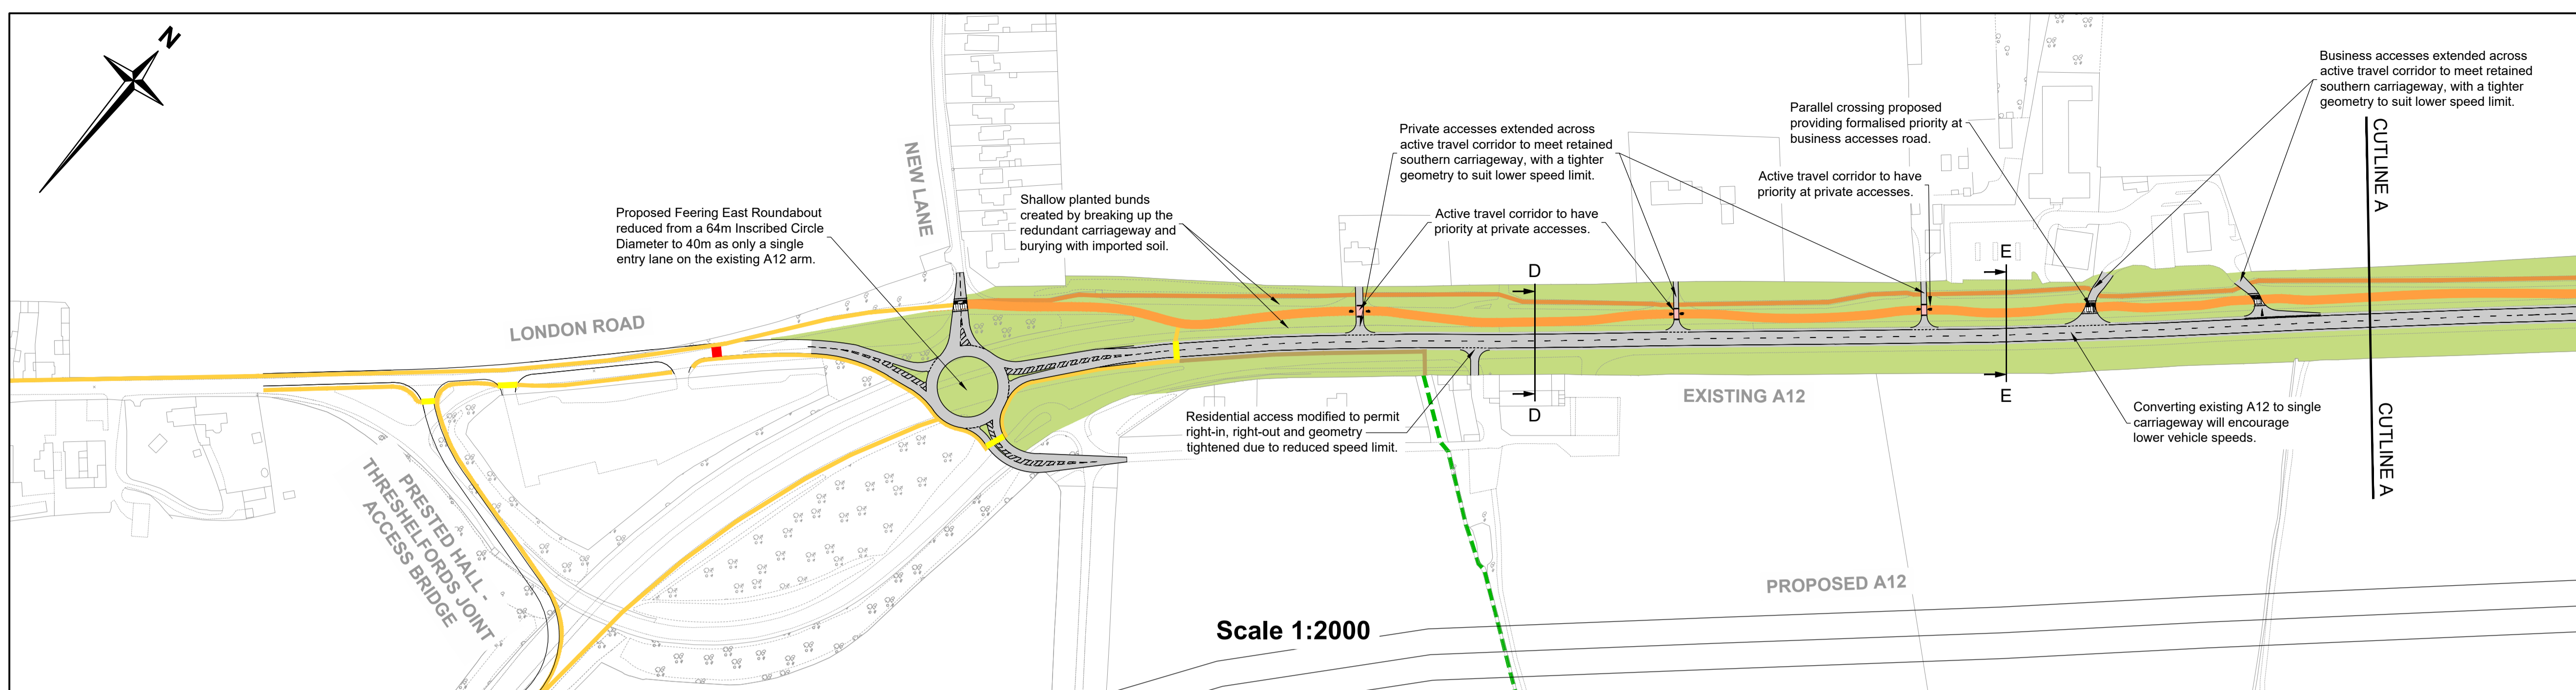 N
NEW LANE
LONDON ROAD
Proposed Feering East Roundabout
reduced from a 64m Inscribed Circle
Diameter to 40m as only a single
entry lane on the existing A12 arm.
Shallow planted bunds
created by breaking up the
redundant carriageway and
burying with imported soil.
Private accesses extended across
active travel corridor to meet retained
southern carriageway, with a tighter
geometry to suit lower speed limit.
Active travel corridor to have
priority at private accesses.
Parallel crossing proposed
providing formalised priority at
business accesses road.
Active travel corridor to have
priority at private accesses.
Business accesses extended across
active travel corridor to meet retained
southern carriageway, with a tighter
geometry to suit lower speed limit.
CUTLINE A
CUTLINE A
D
D
E
E
EXISTING A12
Residential access modified to permit
right-in, right-out and geometry
tightened due to reduced speed limit.
Converting existing A12 to single
carriageway will encourage
lower vehicle speeds.
PRESTED HALL -
THRESHELFORDS JOINT
ACCESS BRIDGE
PROPOSED A12
Scale 1:2000